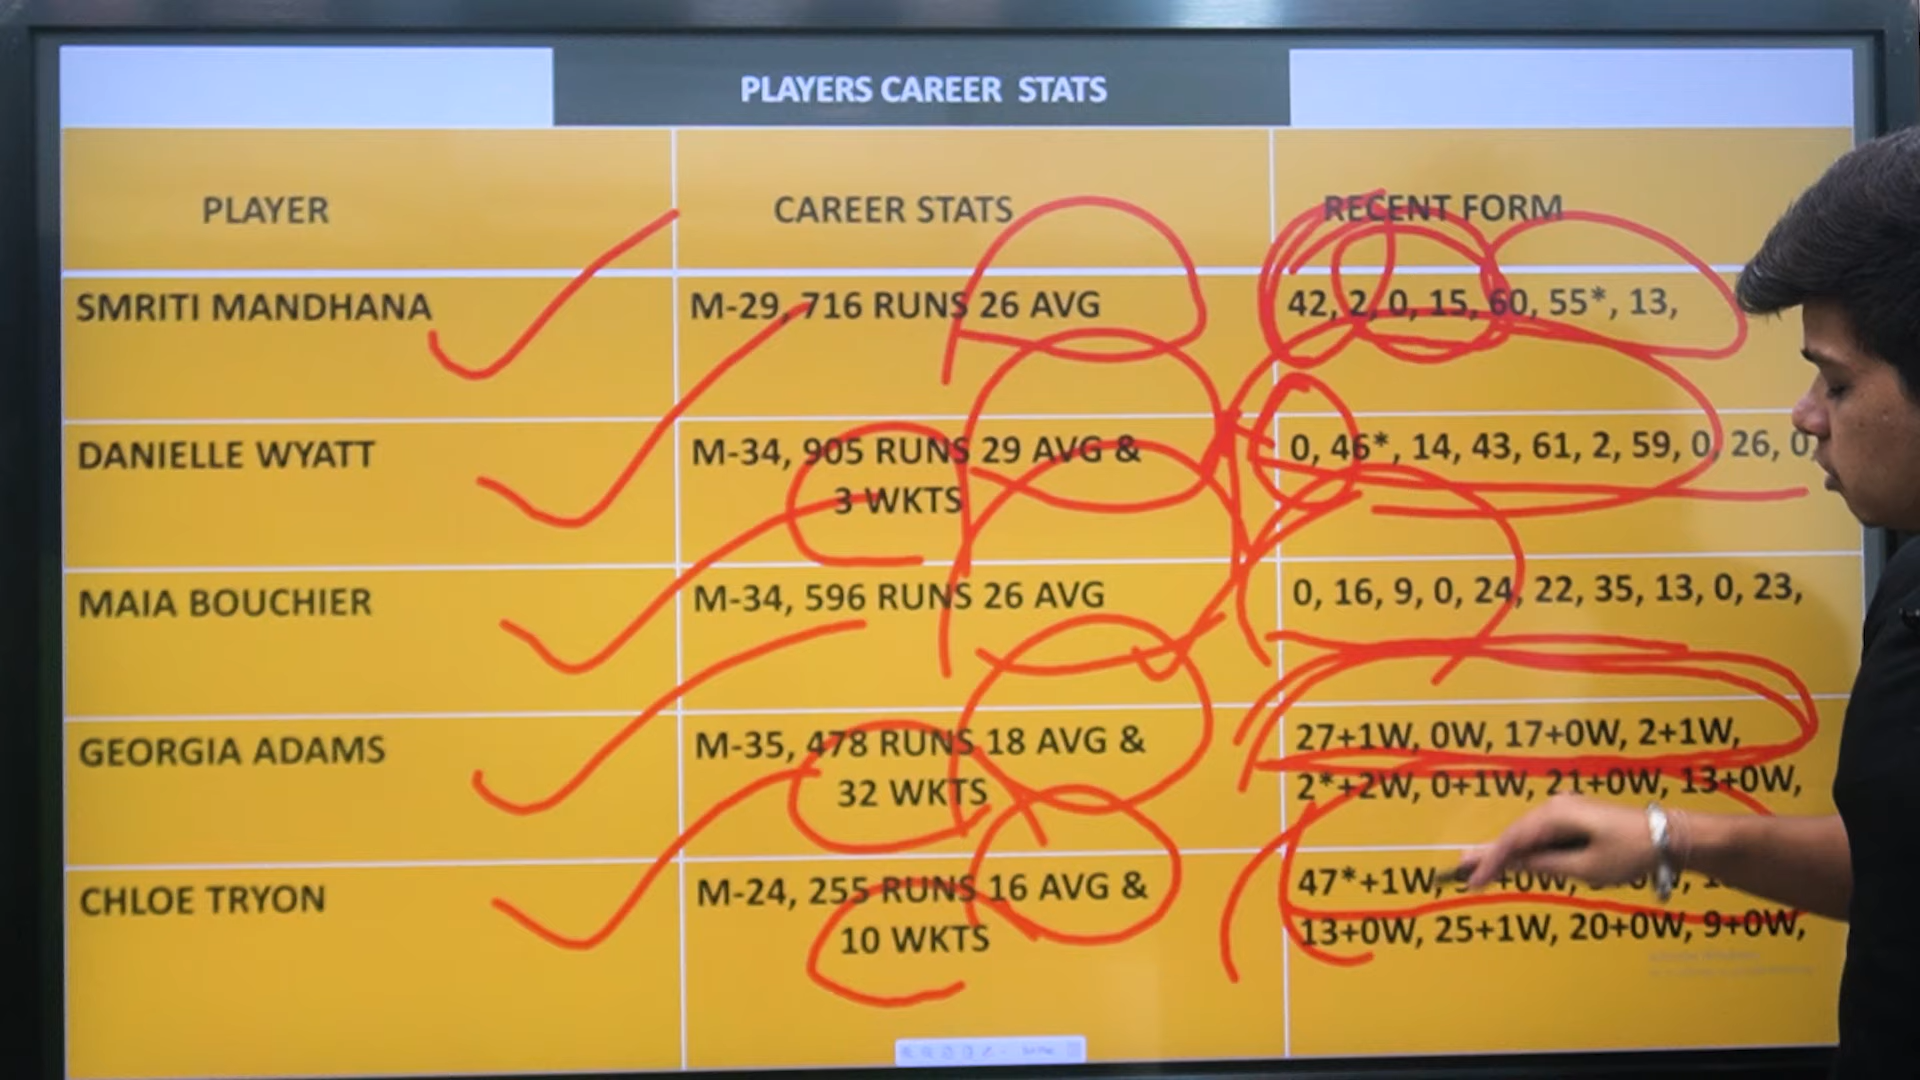 PLAYERS CAREER STATS
PLAYER CAREER STATS RECENT FORM
SMRITI MANDHANA M-29, 716 RUNS 26 AVG 42, 2, 0, 15, 60, 55*, 13,
DANIELLE WYATT M-34, 905 RUNS 29 AVG & 0, 46*, 14, 43, 61, 2, 59, 0, 26, 0,
3 WKTS
MAIA BOUCHIER M-34, 596 RUNS 26 AVG 0, 16, 9, 0, 24, 22, 35, 13, 0, 23,
GEORGIA ADAMS M-35, 478 RUNS 18 AVG & 27+1W, 0W, 17+0W, 2+1W,
32 WKTS 2*+2W, 0+1W, 21+0W, 13+0W,
CHLOE TRYON M-24, 255 RUNS 16 AVG & 47*+1W,
10 WKTS 13+0W, 25+1W, 20+0W, 9+0W,